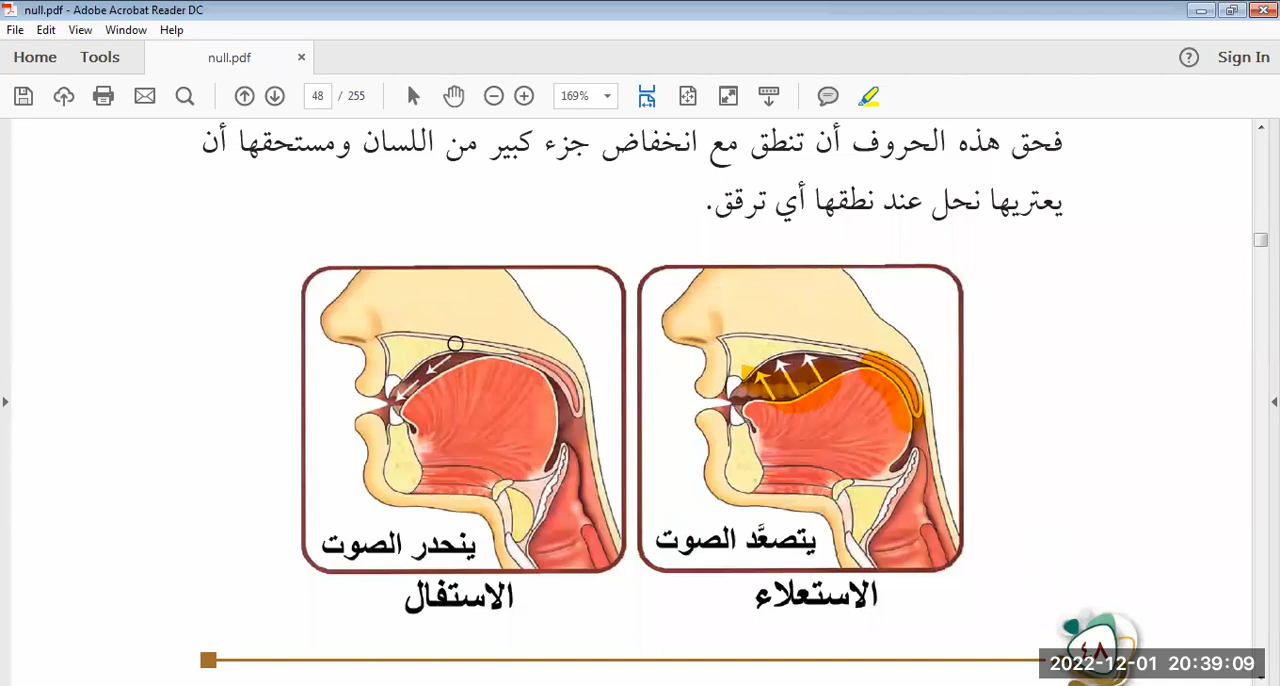 null.pdf - Adobe Acrobat Reader DC
File Edit View Window Help
Home Tools null.pdf × ? Sign In
48 / 255 169%
فحق هذه الحروف أن تنطق مع انخفاض جزء كبير من اللسان ومستحقها أن
يعتريها نحل عند نطقها أي ترقق.
يتصعَّد الصوت
ينحدر الصوت
الاستعلاء
الاستفال
٤٨
2022-12-01 20:39:09